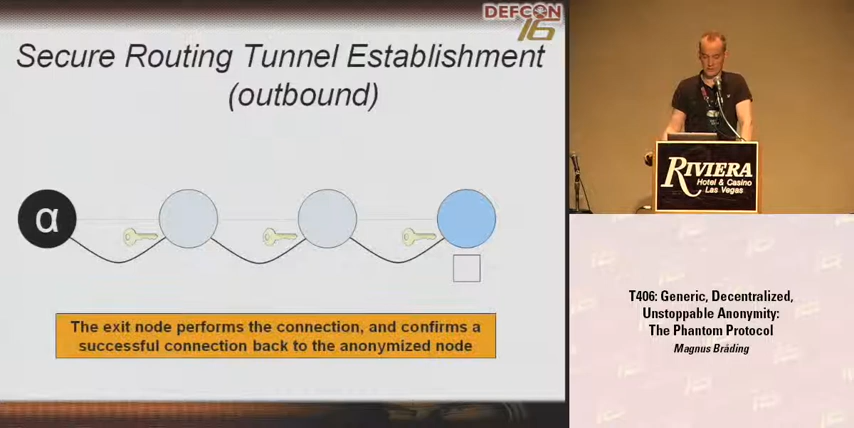 DEFCON
16
Secure Routing Tunnel Establishment
(outbound)
α
The exit node performs the connection, and confirms a
successful connection back to the anonymized node
RIVIERA
Hotel & Casino
Las Vegas
T406: Generic, Decentralized,
Unstoppable Anonymity:
The Phantom Protocol
Magnus Bråding